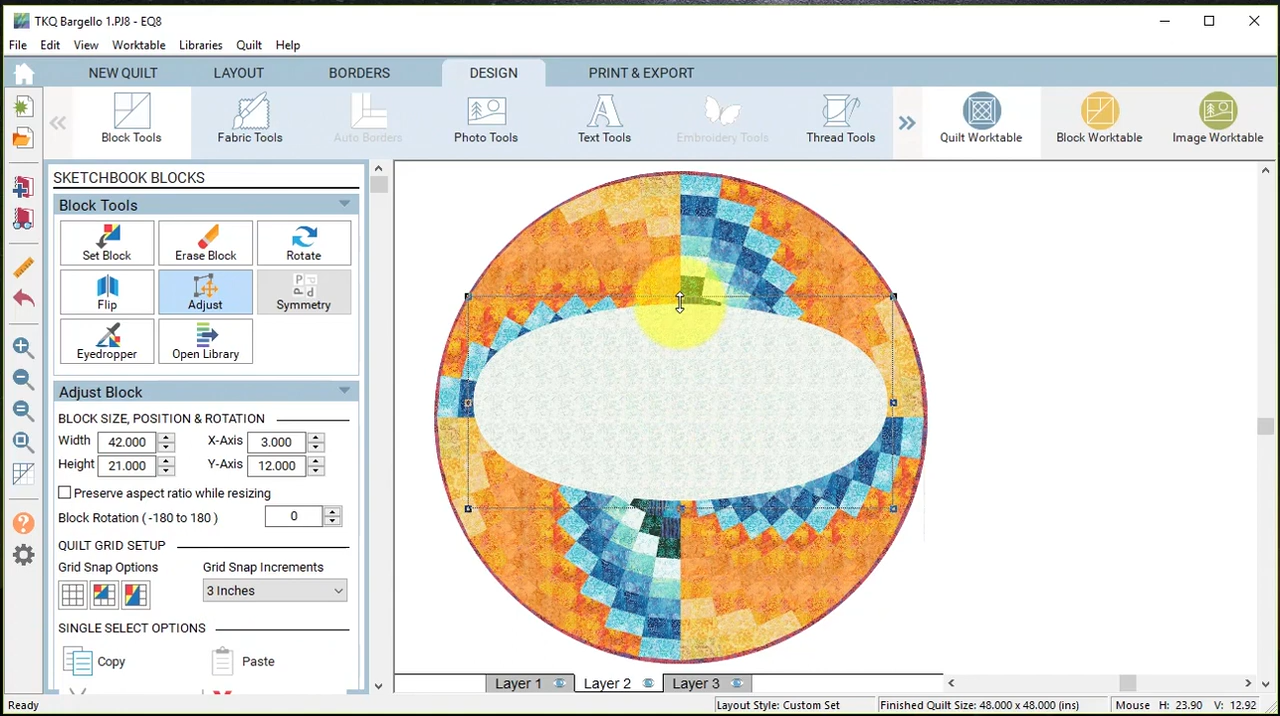 TKQ Bargello 1.PJ8 - EQ8
File Edit View Worktable Libraries Quilt Help
NEW QUILT LAYOUT BORDERS DESIGN PRINT & EXPORT
Block Tools Fabric Tools Auto Borders Photo Tools Text Tools Embroidery Tools Thread Tools Quilt Worktable Block Worktable Image Worktable
SKETCHBOOK BLOCKS
Block Tools
Set Block Erase Block Rotate
Flip Adjust Symmetry
Eyedropper Open Library
Adjust Block
BLOCK SIZE, POSITION & ROTATION
Width 42.000 X-Axis 3.000
Height 21.000 Y-Axis 12.000
Preserve aspect ratio while resizing
Block Rotation ( -180 to 180 ) 0
QUILT GRID SETUP
Grid Snap Options Grid Snap Increments
3 Inches
SINGLE SELECT OPTIONS
Copy Paste
Layer 1 Layer 2 Layer 3
Ready Layout Style: Custom Set Finished Quilt Size: 48.000 x 48.000 (ins) Mouse H: 23.90 V: 12.92